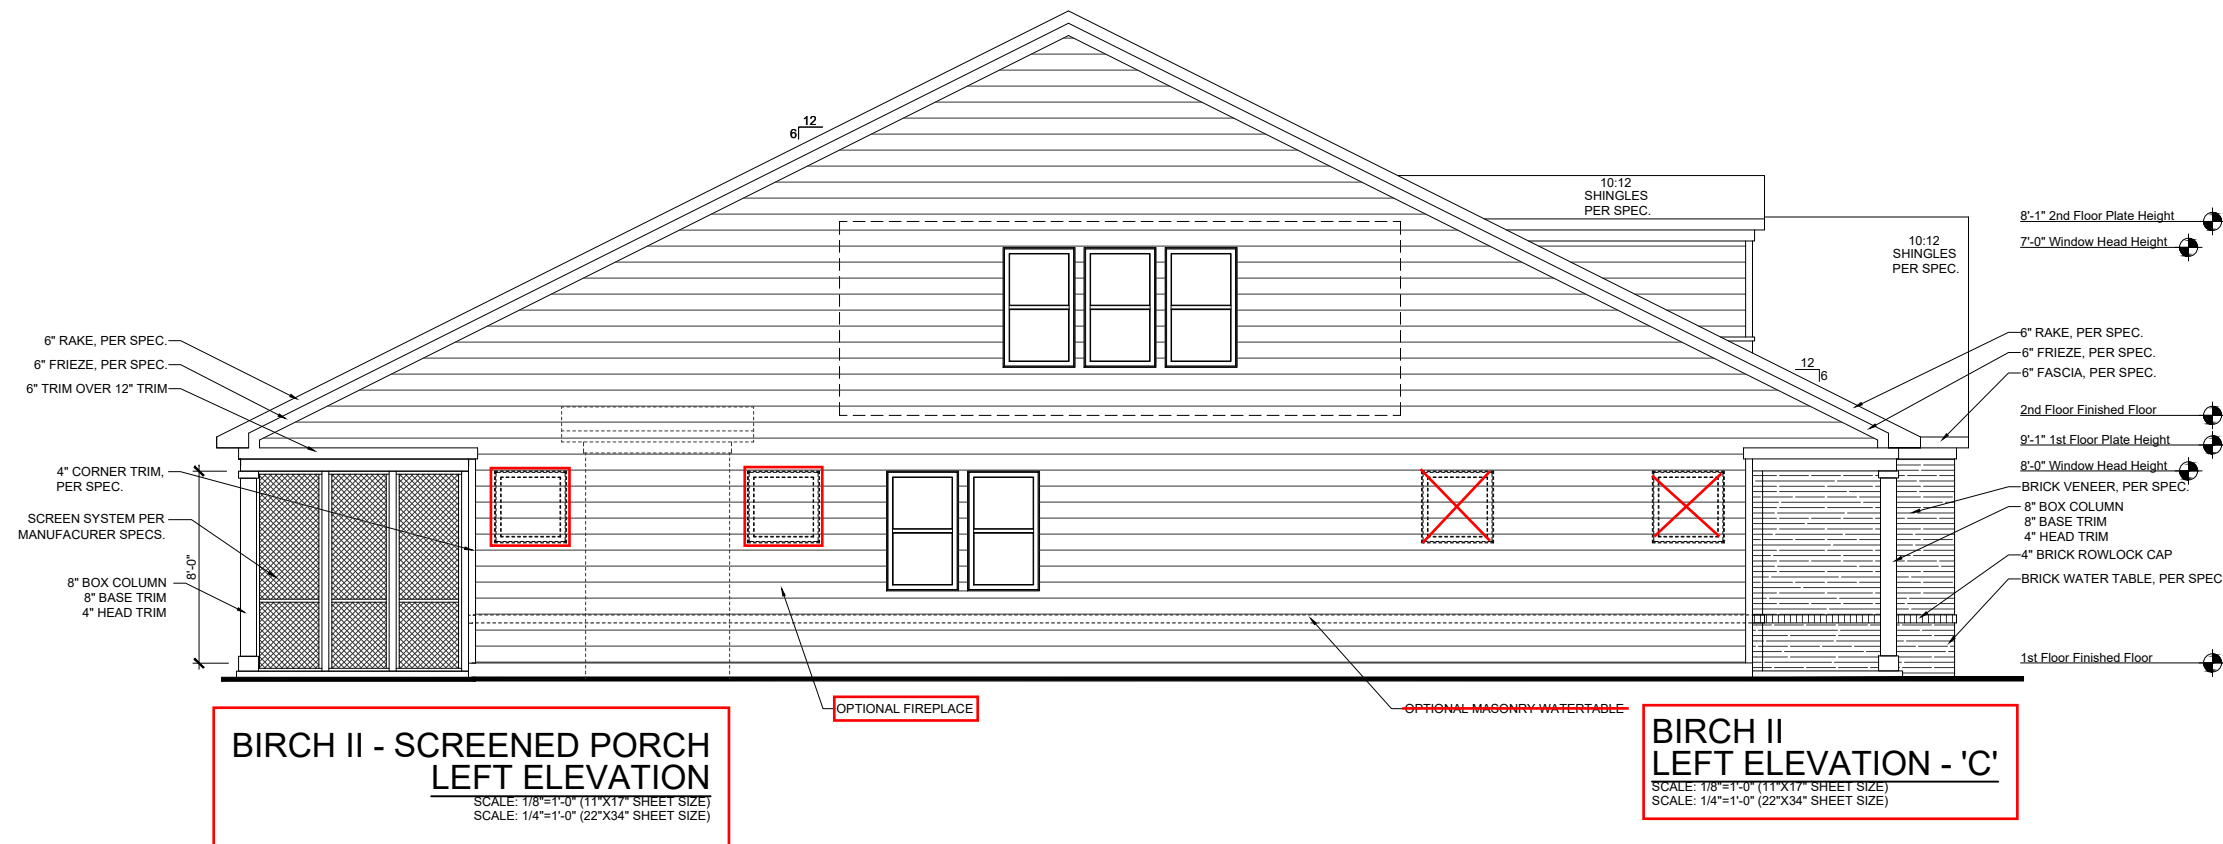 12
6
10:12
SHINGLES
PER SPEC.
10:12
SHINGLES
PER SPEC.
8'-1" 2nd Floor Plate Height
7'-0" Window Head Height
6" RAKE, PER SPEC.
6" FRIEZE, PER SPEC.
6" TRIM OVER 12" TRIM
12
6
6" RAKE, PER SPEC.
6" FRIEZE, PER SPEC.
6" FASCIA, PER SPEC.
2nd Floor Finished Floor
9'-1" 1st Floor Plate Height
8'-0" Window Head Height
4" CORNER TRIM,
PER SPEC.
SCREEN SYSTEM PER
MANUFACURER SPECS.
8'-0"
8" BOX COLUMN
8" BASE TRIM
4" HEAD TRIM
BRICK VENEER, PER SPEC.
8" BOX COLUMN
8" BASE TRIM
4" HEAD TRIM
4" BRICK ROWLOCK CAP
BRICK WATER TABLE, PER SPEC
1st Floor Finished Floor
OPTIONAL FIREPLACE
OPTIONAL MASONRY WATERTABLE
BIRCH II - SCREENED PORCH
LEFT ELEVATION
SCALE: 1/8"=1'-0" (11"X17" SHEET SIZE)
SCALE: 1/4"=1'-0" (22"X34" SHEET SIZE)
BIRCH II
LEFT ELEVATION - 'C'
SCALE: 1/8"=1'-0" (11"X17" SHEET SIZE)
SCALE: 1/4"=1'-0" (22"X34" SHEET SIZE)